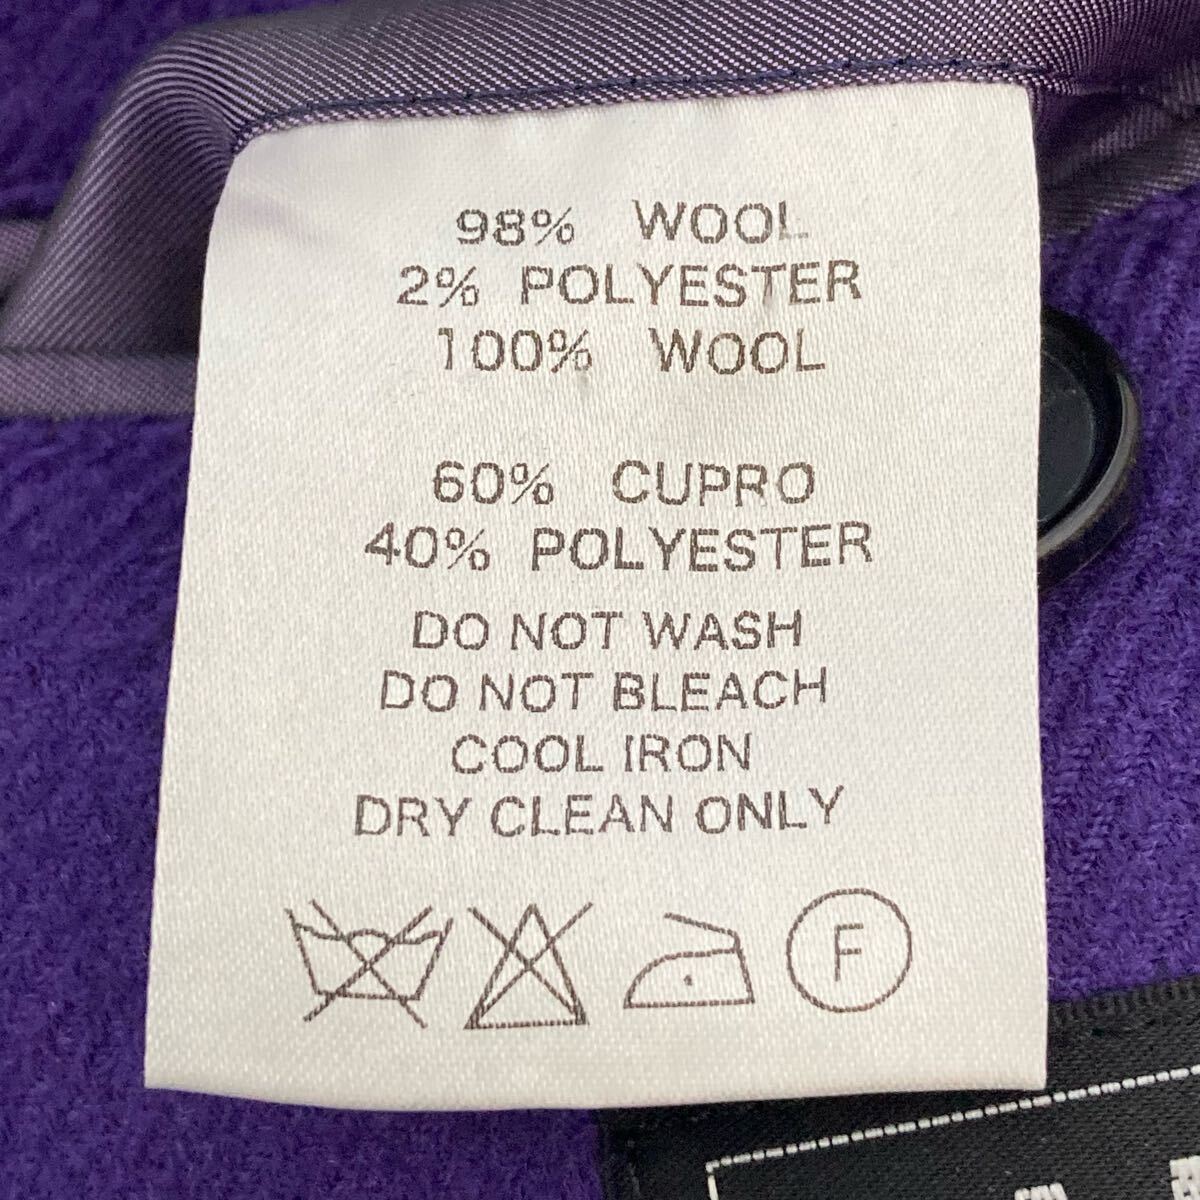 98% WOOL
2% POLYESTER
100% WOOL
60% CUPRO
40% POLYESTER
DO NOT WASH
DO NOT BLEACH
COOL IRON
DRY CLEAN ONLY
F